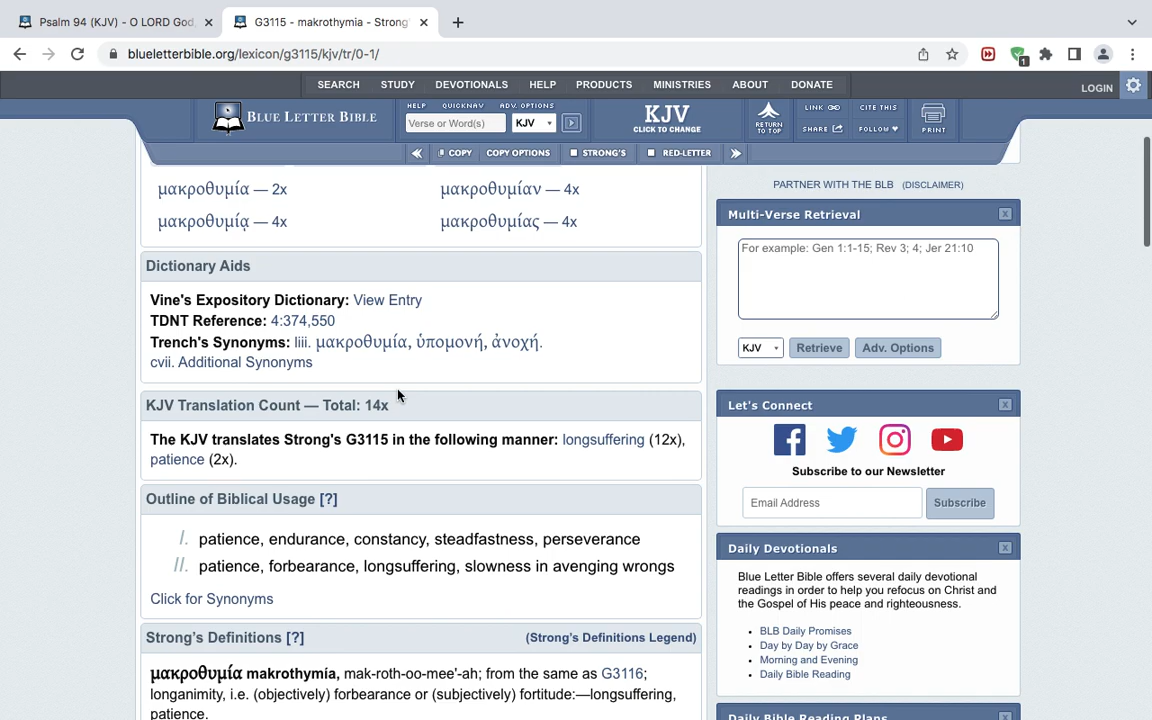 Psalm 94 (KJV) - O LORD God,
G3115 - makrothymia - Strong'
blueletterbible.org/lexicon/g3115/kjv/tr/0-1/
1
SEARCH STUDY DEVOTIONALS HELP PRODUCTS MINISTRIES ABOUT DONATE
LOGIN
BLUE LETTER BIBLE
HELP QUICKNAV ADV. OPTIONS
Verse or Word(s) KJV
KJV
CLICK TO CHANGE
RETURN TO TOP
LINK CITE THIS
SHARE FOLLOW
PRINT
COPY COPY OPTIONS STRONG'S RED-LETTER
μακροθυμία — 2x μακροθυμίαν — 4x
μακροθυμίᾳ — 4x μακροθυμίας — 4x
Dictionary Aids
Vine's Expository Dictionary: View Entry
TDNT Reference: 4:374,550
Trench's Synonyms: liii. μακροθυμία, ὑπομονή, ἀνοχή.
cvii. Additional Synonyms
KJV Translation Count — Total: 14x
The KJV translates Strong's G3115 in the following manner: longsuffering (12x),
patience (2x).
Outline of Biblical Usage [?]
I. patience, endurance, constancy, steadfastness, perseverance
II. patience, forbearance, longsuffering, slowness in avenging wrongs
Click for Synonyms
Strong's Definitions [?] (Strong's Definitions Legend)
μακροθυμία makrothymía, mak-roth-oo-mee'-ah; from the same as G3116;
longanimity, i.e. (objectively) forbearance or (subjectively) fortitude:—longsuffering,
patience.
PARTNER WITH THE BLB (DISCLAIMER)
Multi-Verse Retrieval x
For example: Gen 1:1-15; Rev 3; 4; Jer 21:10
KJV Retrieve Adv. Options
Let's Connect x
Subscribe to our Newsletter
Email Address Subscribe
Daily Devotionals x
Blue Letter Bible offers several daily devotional
readings in order to help you refocus on Christ and
the Gospel of His peace and righteousness.
BLB Daily Promises
Day by Day by Grace
Morning and Evening
Daily Bible Reading
Daily Bible Reading Plans